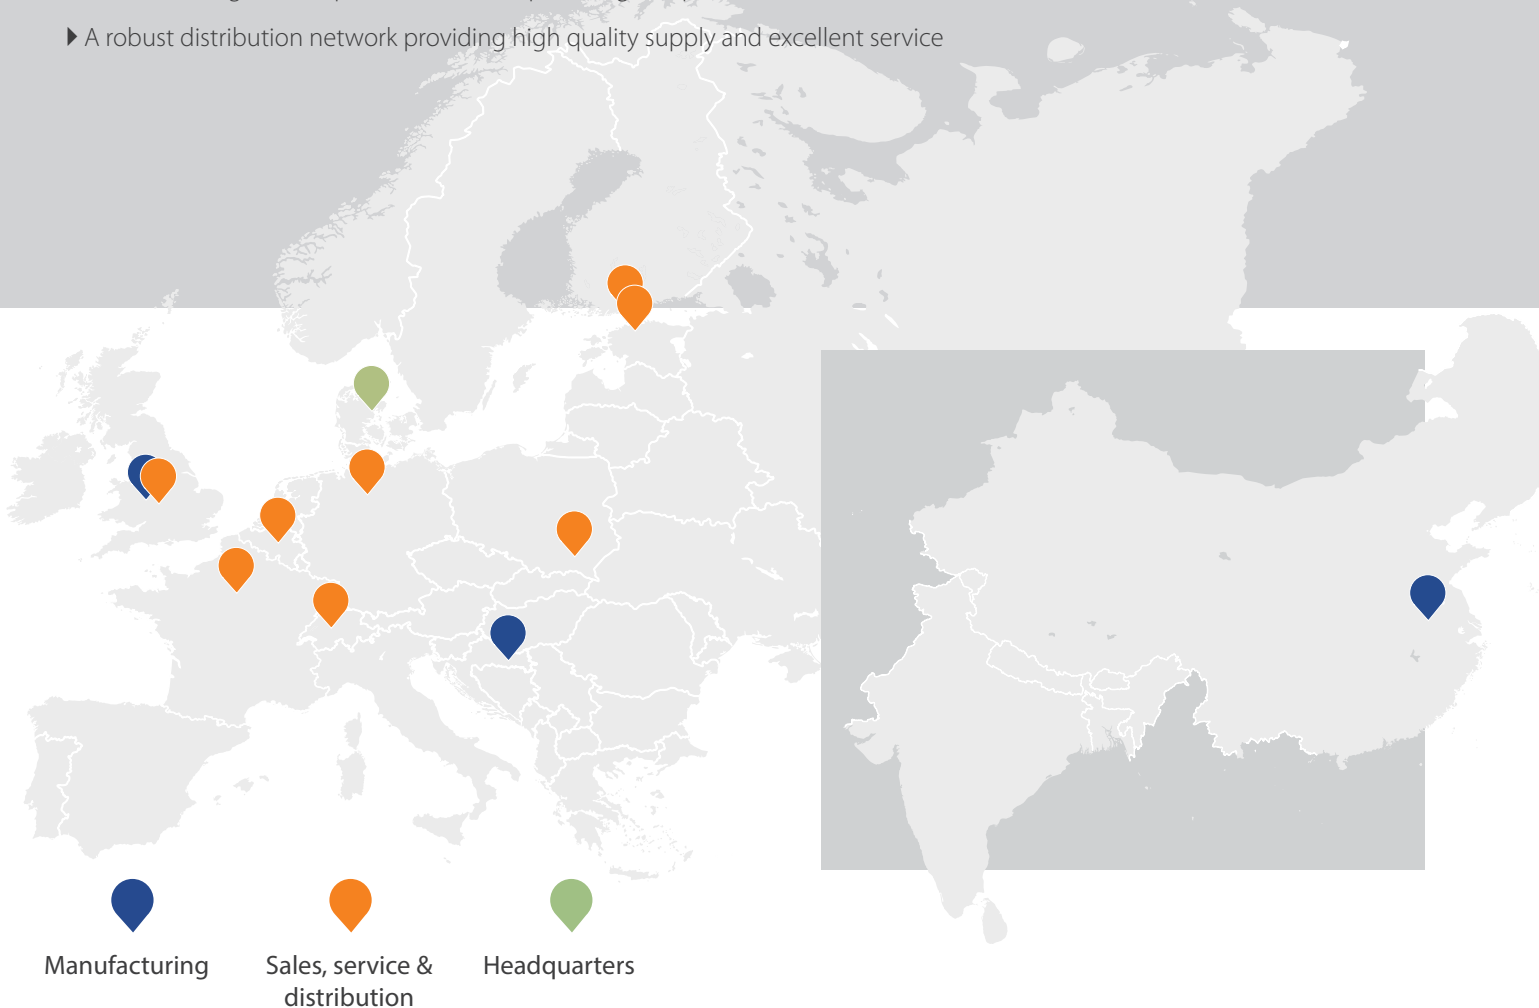 A robust distribution network providing high quality supply and excellent service
Manufacturing
Sales, service &
distribution
Headquarters